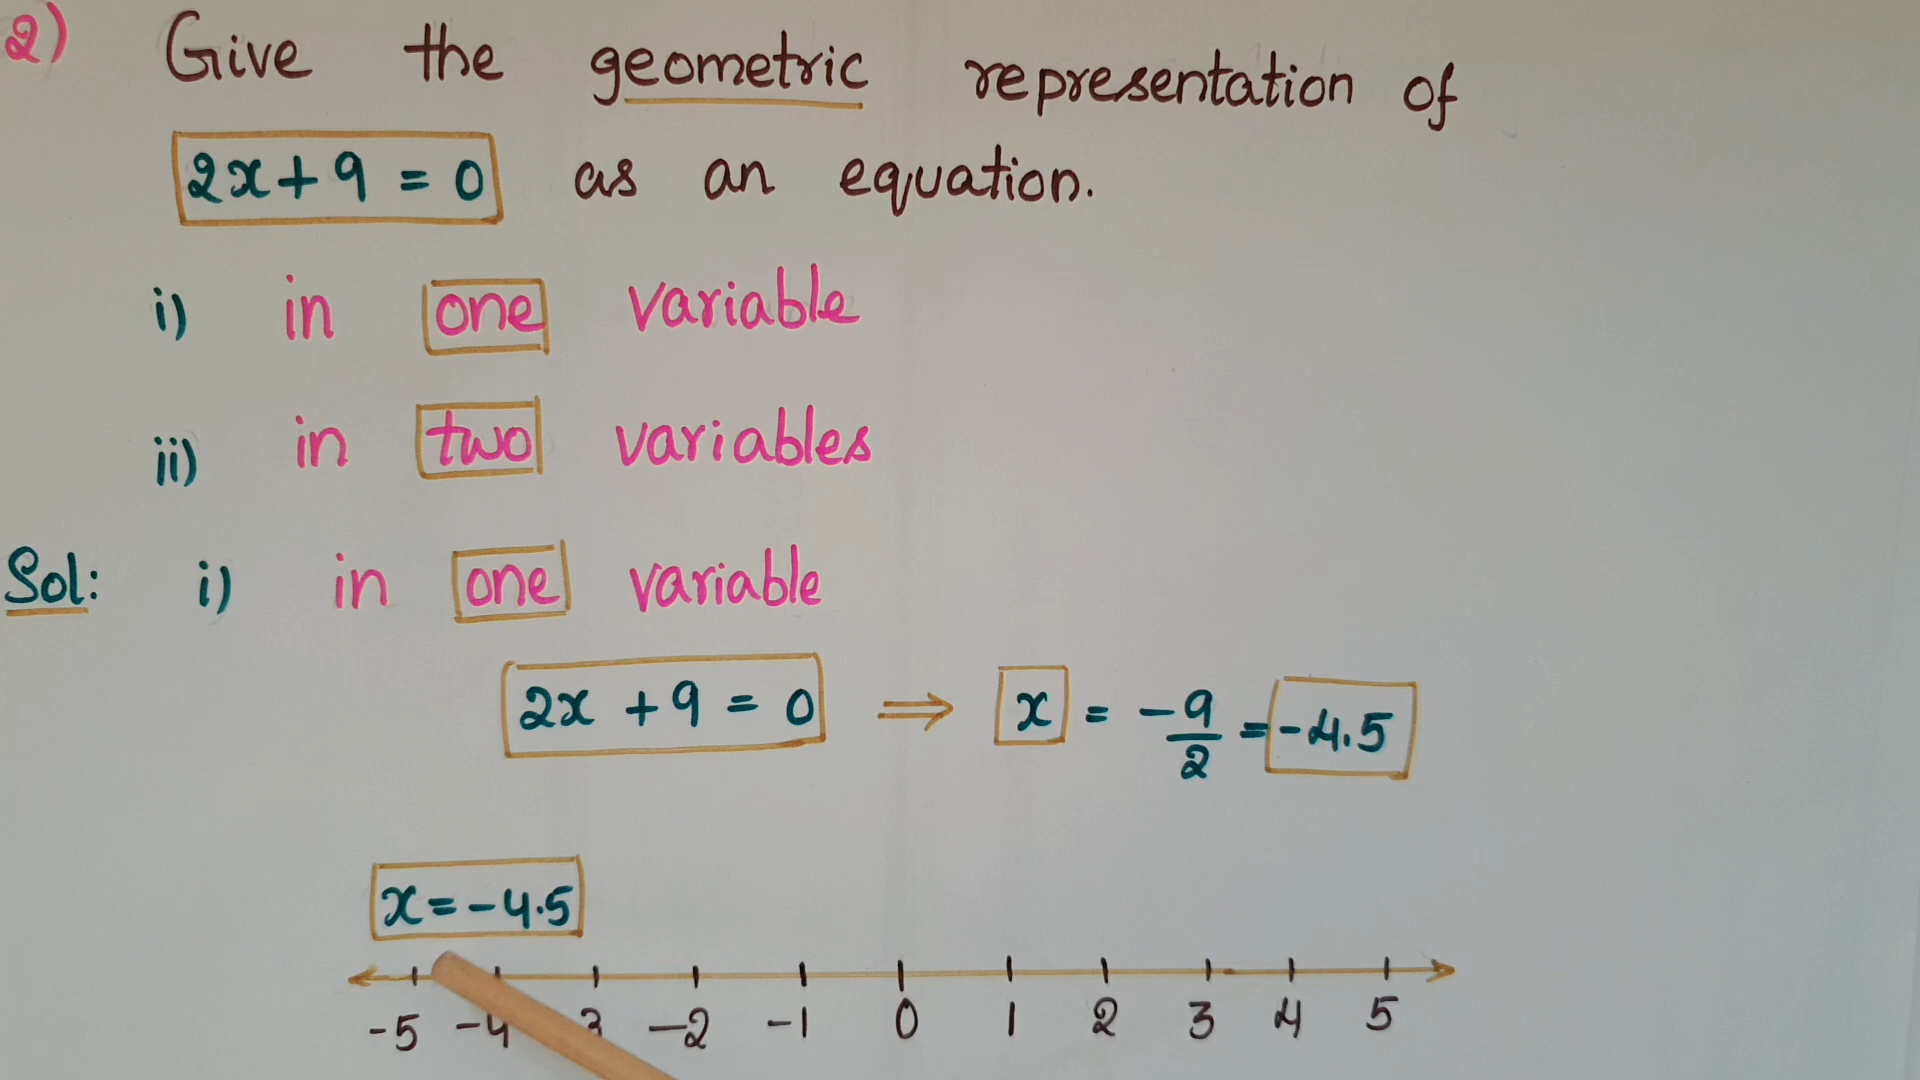 2) Give the geometric representation of
2x+9 = 0 as an equation.
i) in one variable
ii) in two variables
Sol: i) in one variable
2x +9 = 0 ⇒ x = -9/2 = -4.5
x = -4.5
-5 -4 3 -2 -1 0 1 2 3 4 5